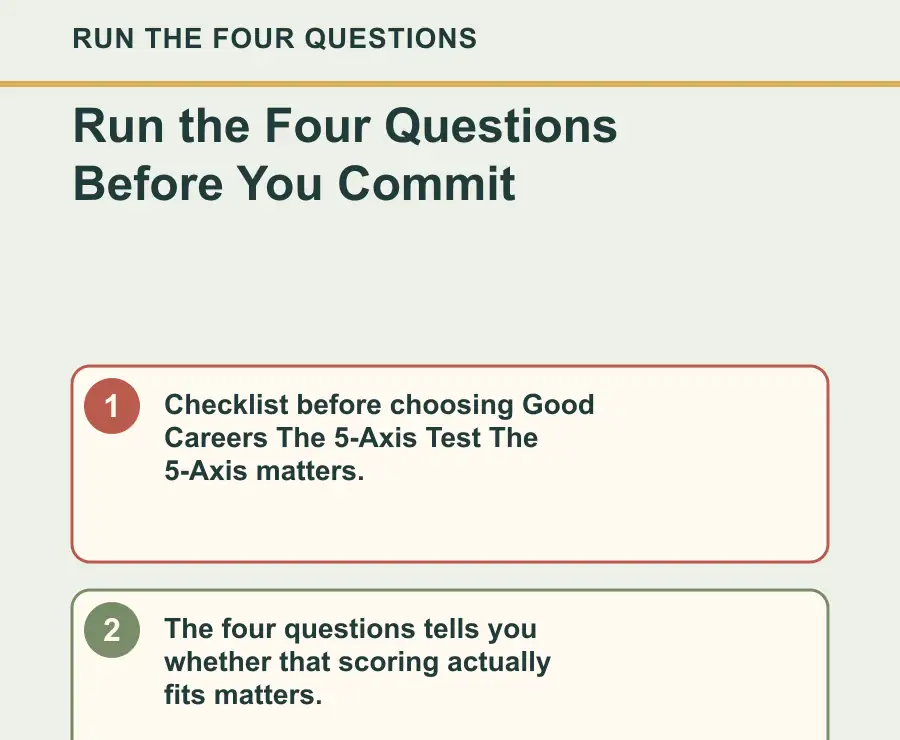 RUN THE FOUR QUESTIONS
Run the Four Questions
Before You Commit
1
Checklist before choosing Good
Careers The 5-Axis Test The
5-Axis matters.
2
The four questions tells you
whether that scoring actually
fits matters.